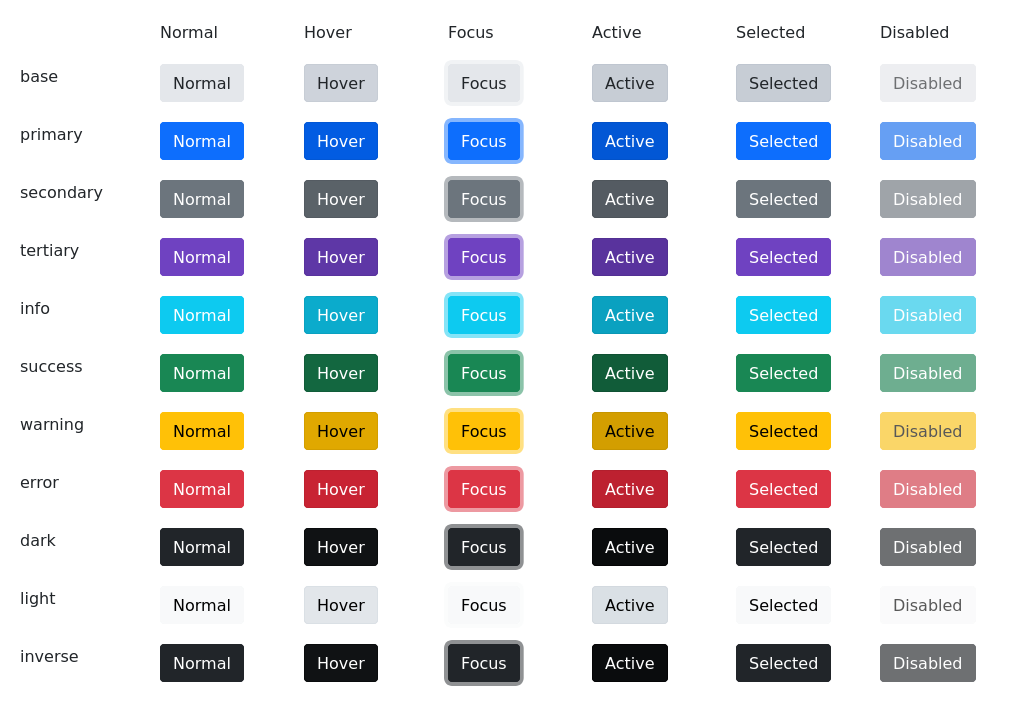 Normal Hover Focus Active Selected Disabled
base Normal Hover Focus Active Selected Disabled
primary Normal Hover Focus Active Selected Disabled
secondary Normal Hover Focus Active Selected Disabled
tertiary Normal Hover Focus Active Selected Disabled
info Normal Hover Focus Active Selected Disabled
success Normal Hover Focus Active Selected Disabled
warning Normal Hover Focus Active Selected Disabled
error Normal Hover Focus Active Selected Disabled
dark Normal Hover Focus Active Selected Disabled
light Normal Hover Focus Active Selected Disabled
inverse Normal Hover Focus Active Selected Disabled